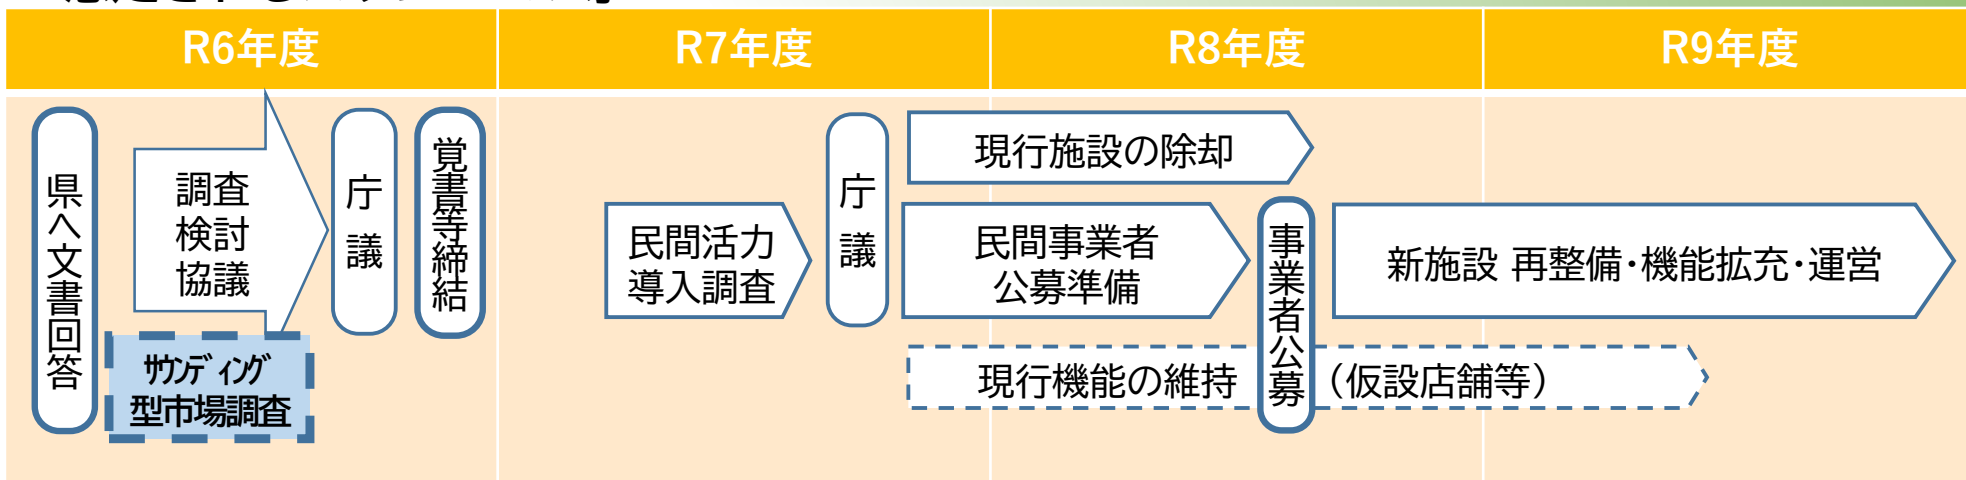 R6年度
R7年度
R8年度
R9年度
県へ文書回答
調査
検討
協議
サウンディング
型市場調査
庁議
覚書等締結
民間活力
導入調査
庁議
現行施設の除却
民間事業者
公募準備
事業者公募
新施設 再整備・機能拡充・運営
現行機能の維持
（仮設店舗等）